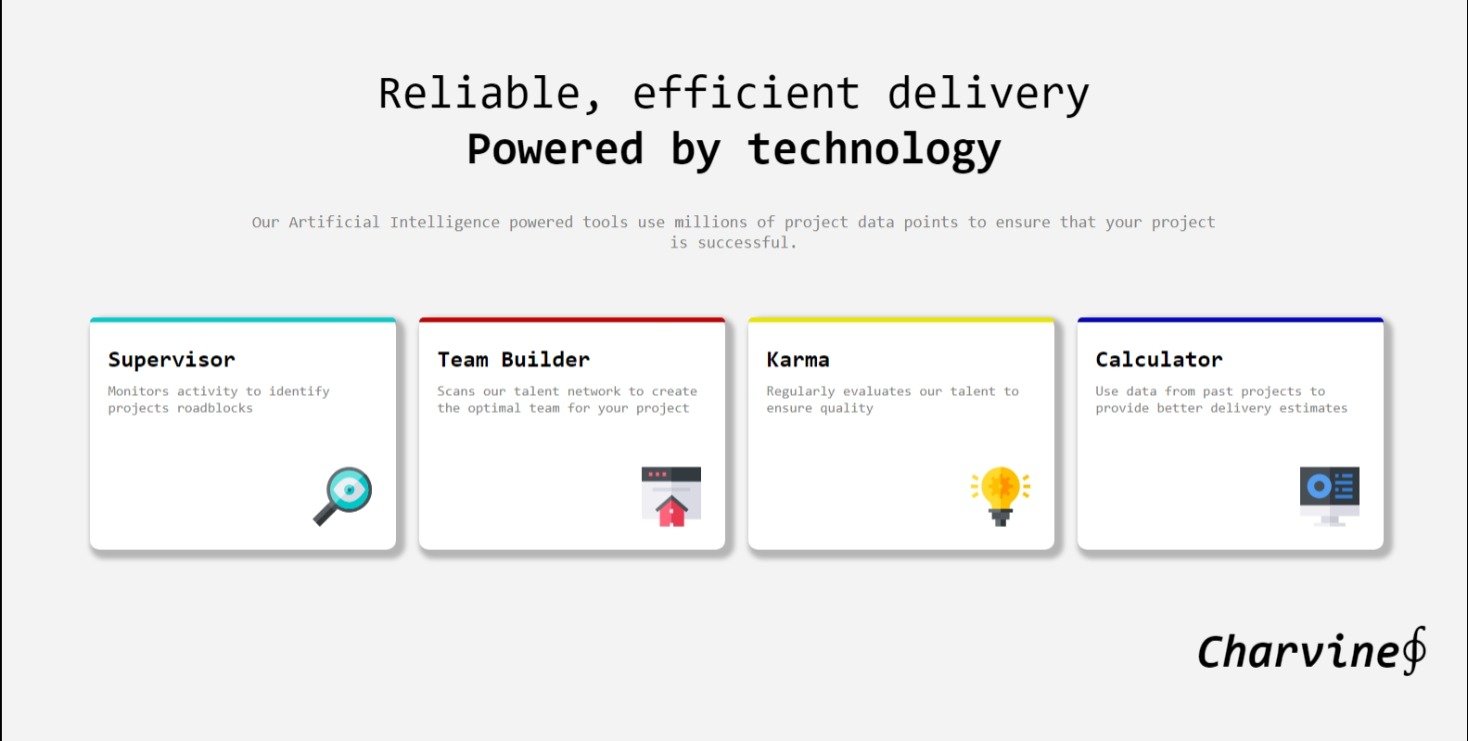 Reliable, efficient delivery
Powered by technology
Our Artificial Intelligence powered tools use millions of project data points to ensure that your project
is successful.
Supervisor
Monitors activity to identify
projects roadblocks
Team Builder
Scans our talent network to create
the optimal team for your project
Karma
Regularly evaluates our talent to
ensure quality
Calculator
Use data from past projects to
provide better delivery estimates
Charvine∮